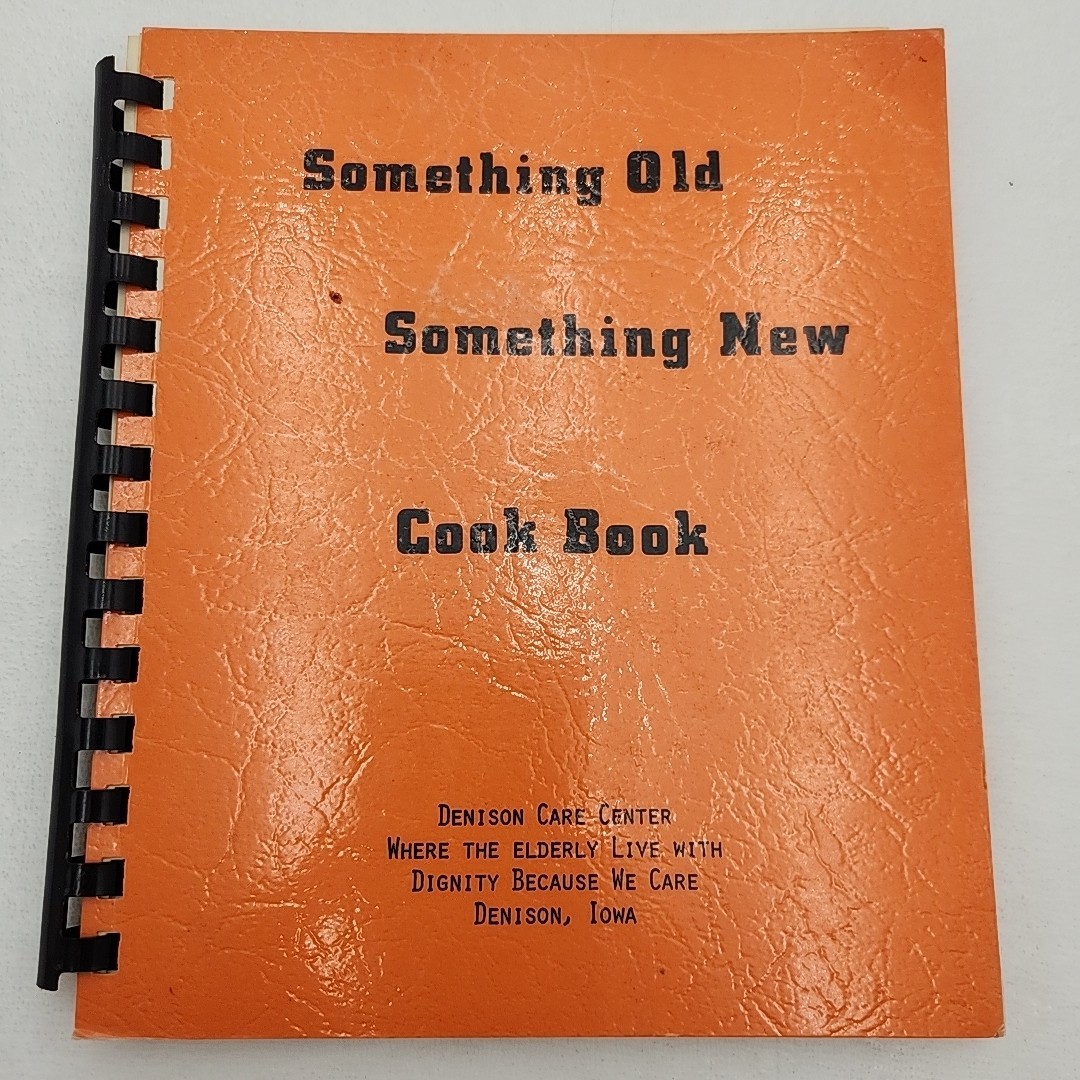 Something Old
Something New
Cook Book
Denison Care Center
Where the elderly Live with
Dignity Because We Care
Denison, Iowa